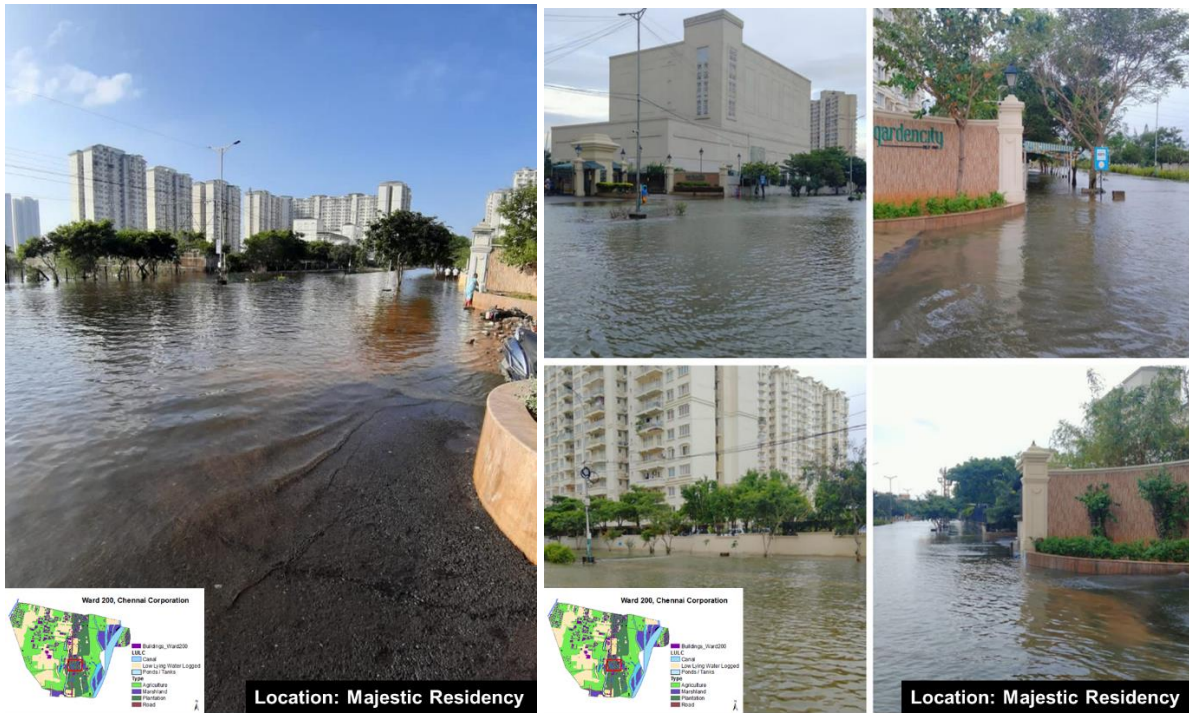 gardencity
Ward 200, Chennai Corporation
Buildings_Ward200
LULC
Canal
Low Lying Water Logged
Ponds / Tanks
Type
Agriculture
Marshland
Plantation
Road
N
Location: Majestic Residency
Ward 200, Chennai Corporation
Buildings_Ward200
LULC
Canal
Low Lying Water Logged
Ponds / Tanks
Type
Agriculture
Marshland
Plantation
Road
N
Location: Majestic Residency